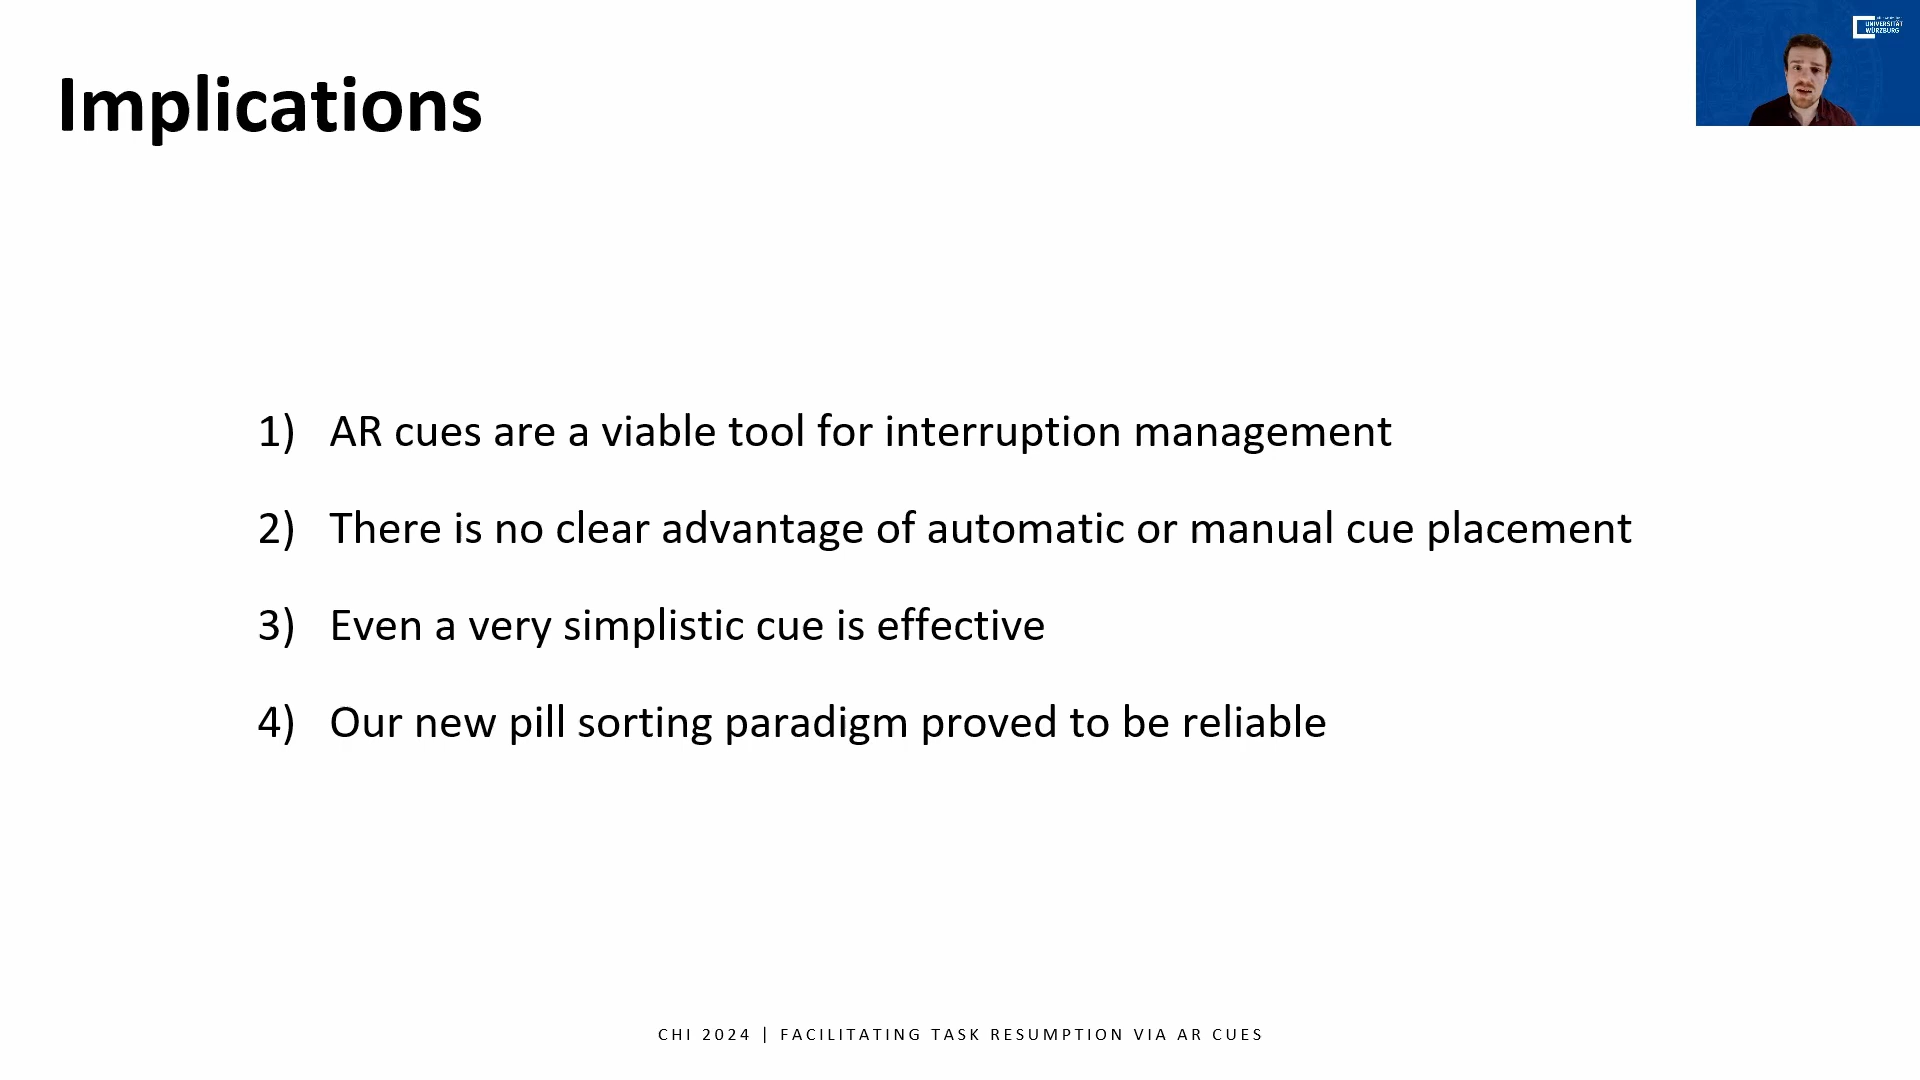 UNIVERSITÄT
WÜRZBURG
Implications
1) AR cues are a viable tool for interruption management
2) There is no clear advantage of automatic or manual cue placement
3) Even a very simplistic cue is effective
4) Our new pill sorting paradigm proved to be reliable
CHI 2024 | FACILITATING TASK RESUMPTION VIA AR CUES